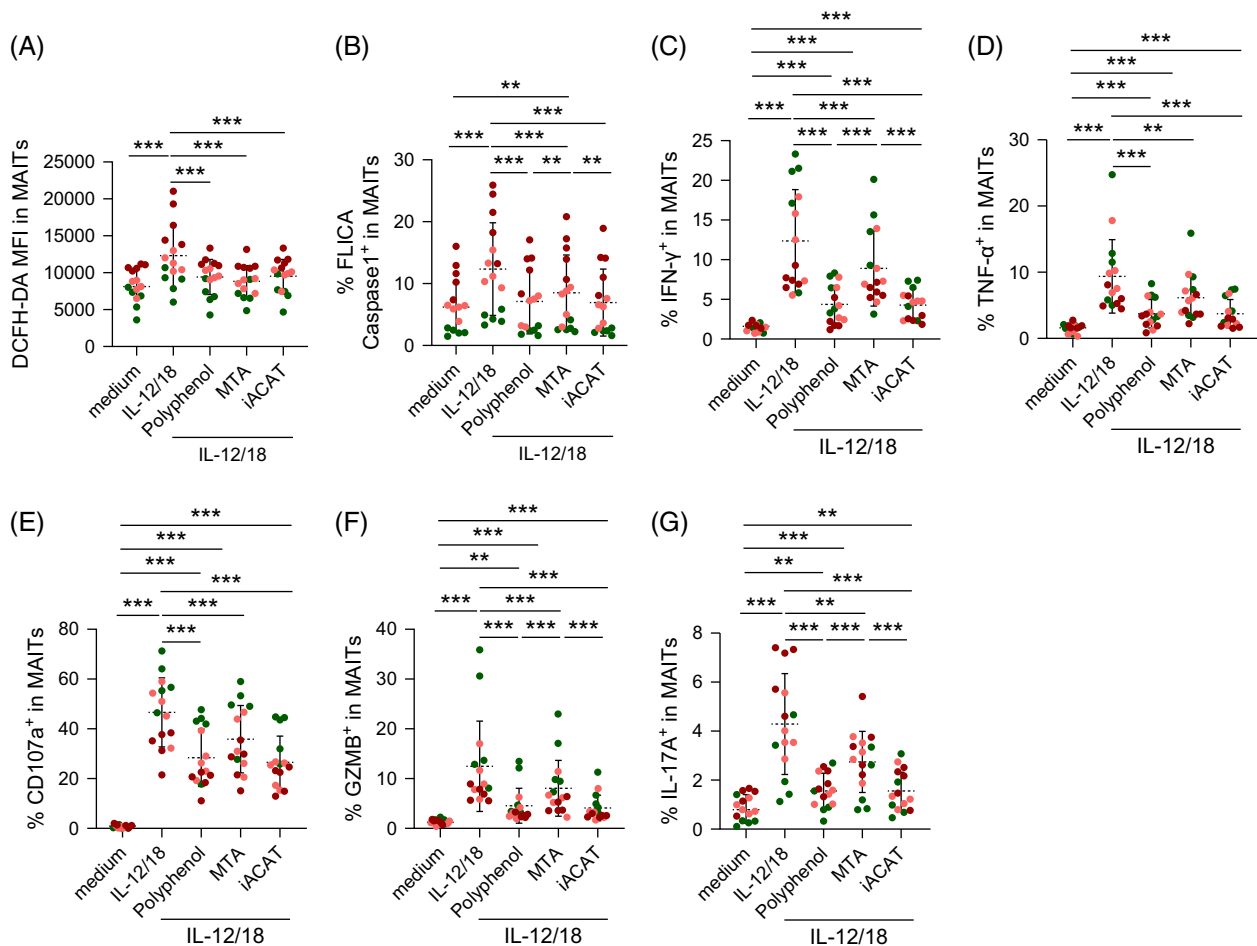 (A)
***
***
***
***
DCFH-DA MFI in MAITs
25000
20000
15000
10000
5000
0
medium
IL-12/18
Polyphenol
MTA
iACAT
IL-12/18
(B)
**
***
***
***
***
**
**
% FLICA
Caspase1+ in MAITs
30
20
10
0
medium
IL-12/18
Polyphenol
MTA
iACAT
IL-12/18
(C)
***
***
***
***
***
***
***
***
***
% IFN-γ+ in MAITs
25
20
15
10
5
0
medium
IL-12/18
Polyphenol
MTA
iACAT
IL-12/18
(D)
***
***
***
***
***
**
***
% TNF-α+ in MAITs
30
20
10
0
medium
IL-12/18
Polyphenol
MTA
iACAT
IL-12/18
(E)
***
***
***
***
***
***
***
% CD107a+ in MAITs
80
60
40
20
0
medium
IL-12/18
Polyphenol
MTA
iACAT
IL-12/18
(F)
***
***
**
***
***
***
***
***
***
% GZMB+ in MAITs
40
30
20
10
0
medium
IL-12/18
Polyphenol
MTA
iACAT
IL-12/18
(G)
**
***
**
***
***
**
***
***
***
% IL-17A+ in MAITs
8
6
4
2
0
medium
IL-12/18
Polyphenol
MTA
iACAT
IL-12/18